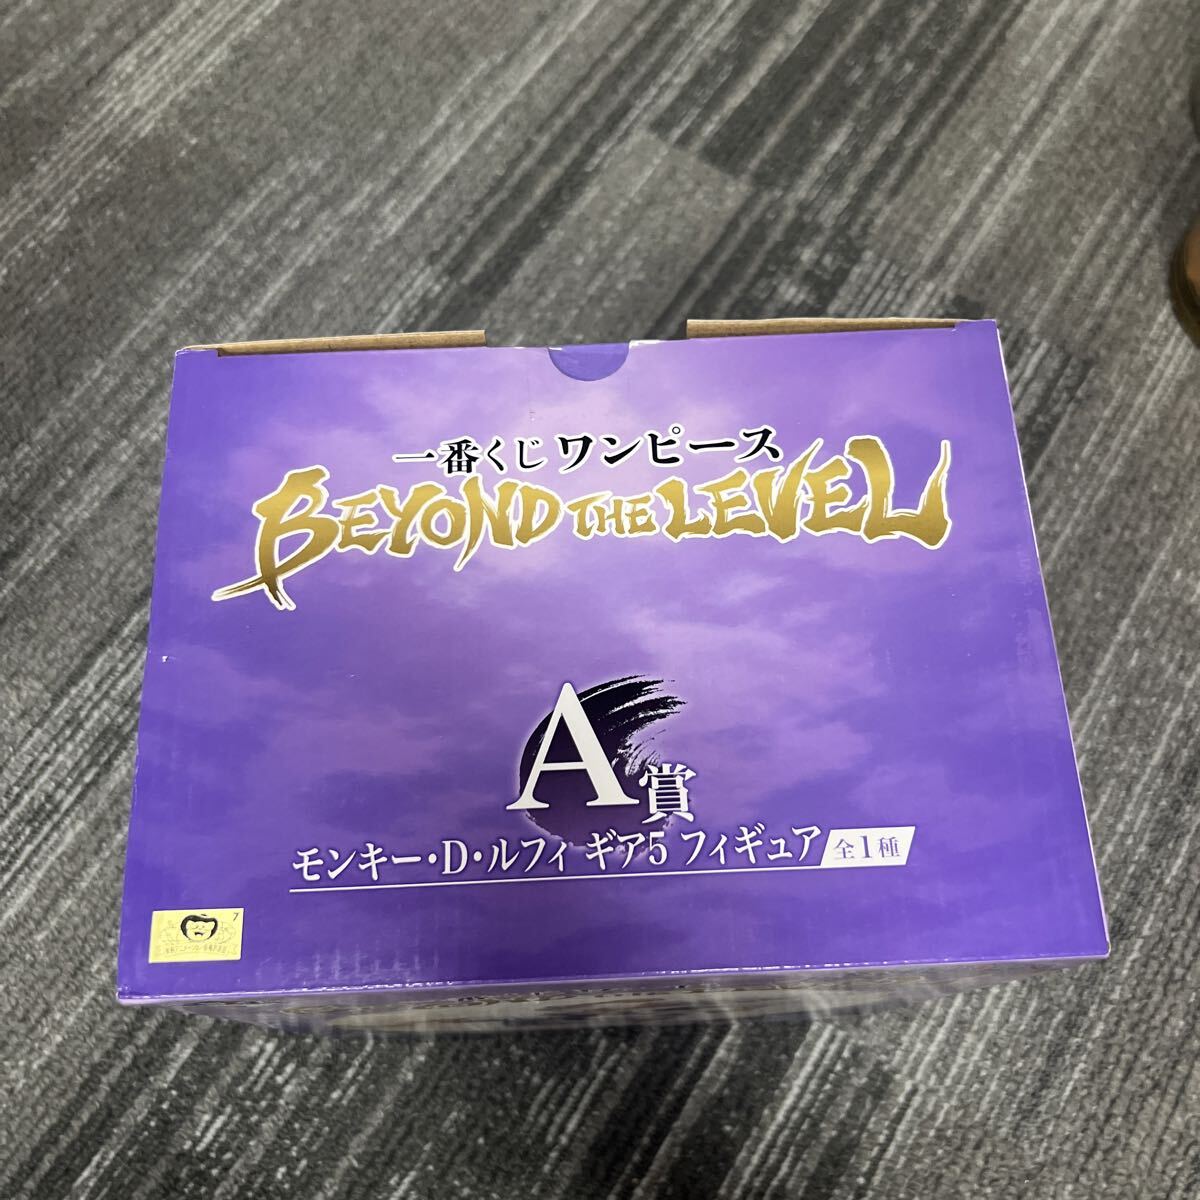 一番くじ ワンピース
BEYOND THE LEVEL
A賞
モンキー・D・ルフィ ギア5 フィギュア 全1種
7